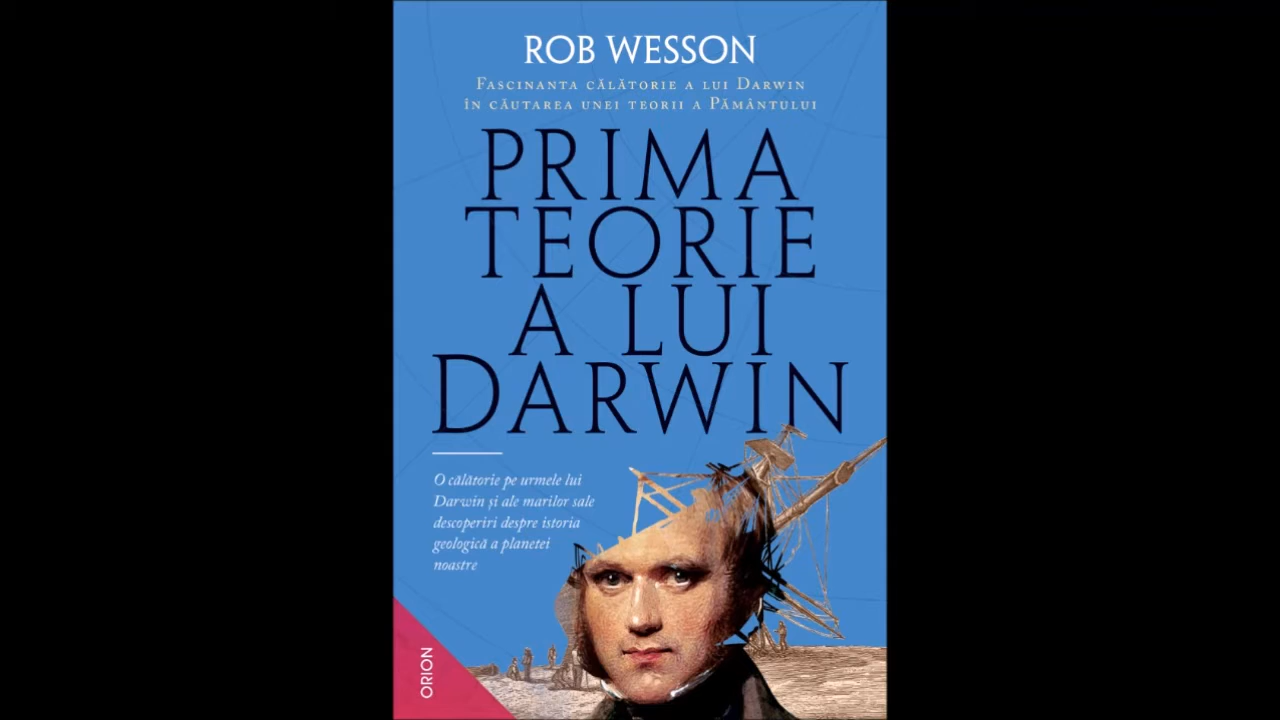 ROB WESSON
FASCINANTA CĂLĂTORIE A LUI DARWIN
ÎN CĂUTAREA UNEI TEORII A PĂMÂNTULUI
PRIMA
TEORIE
A LUI
DARWIN
O călătorie pe urmele lui
Darwin și ale marilor sale
descoperiri despre istoria
geologică a planetei
noastre
ORION